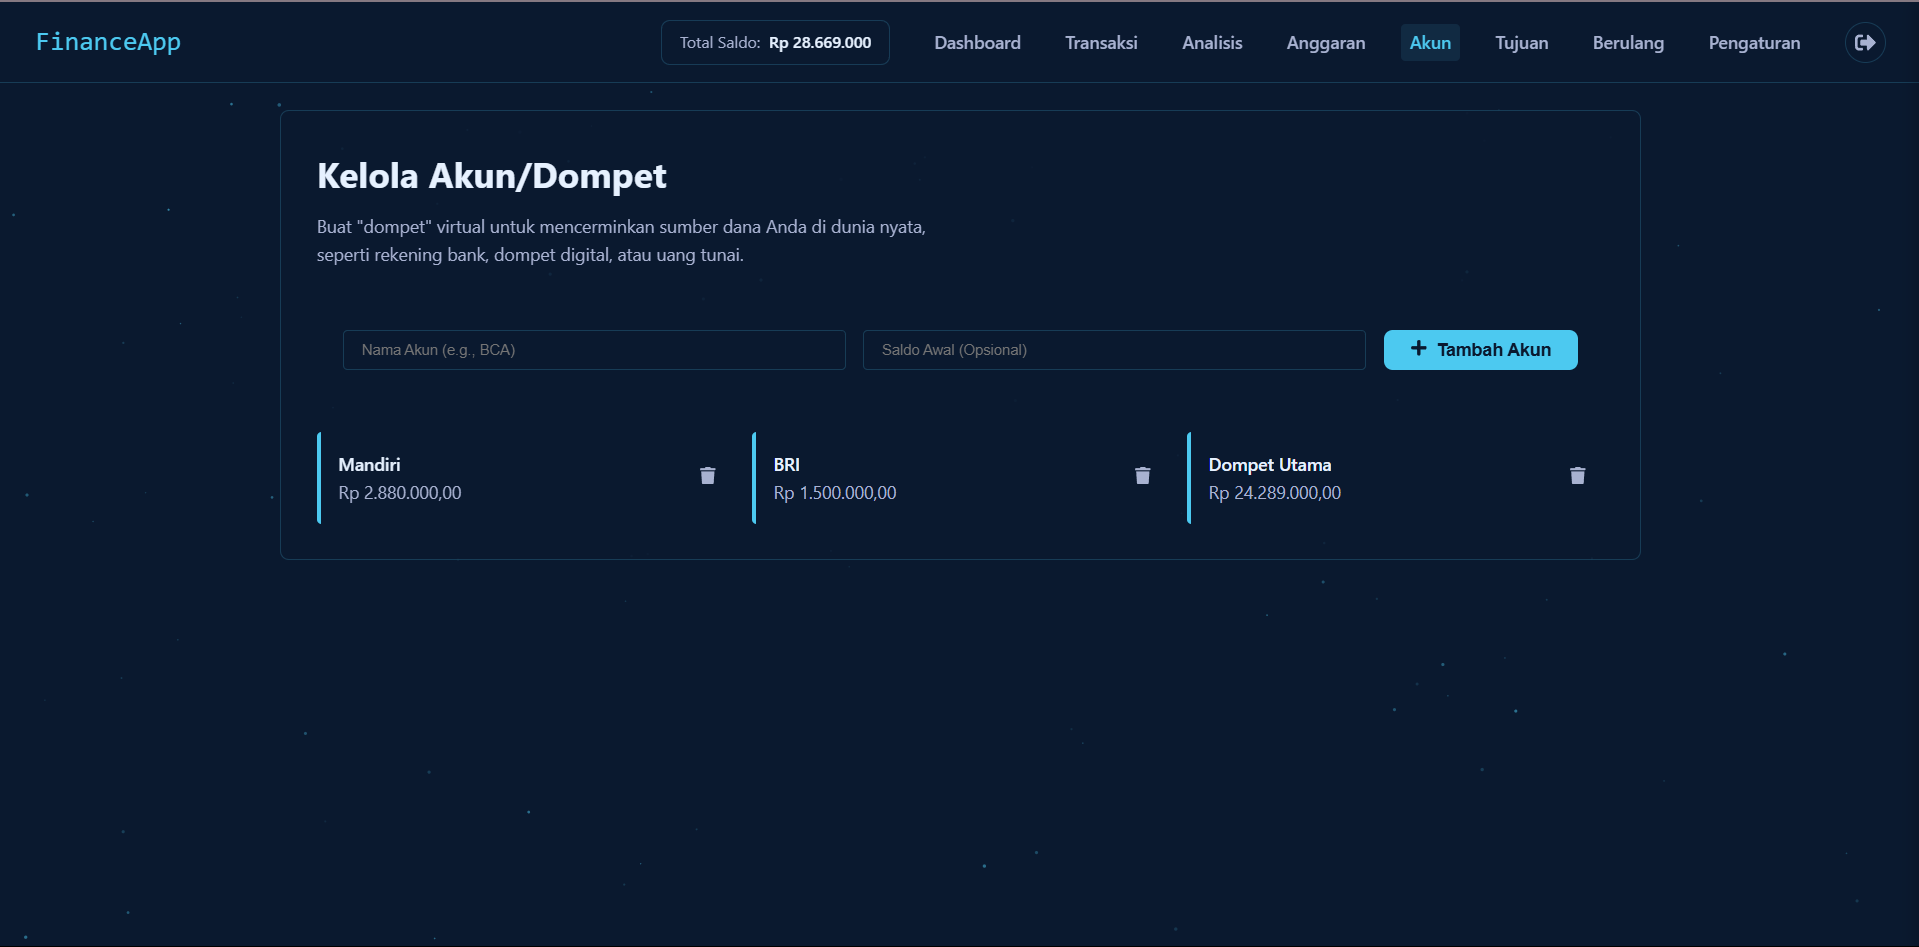 FinanceApp
Total Saldo: Rp 28.669.000
Dashboard
Transaksi
Analisis
Anggaran
Akun
Tujuan
Berulang
Pengaturan
Kelola Akun/Dompet
Buat "dompet" virtual untuk mencerminkan sumber dana Anda di dunia nyata,
seperti rekening bank, dompet digital, atau uang tunai.
Nama Akun (e.g., BCA)
Saldo Awal (Opsional)
Tambah Akun
Mandiri
Rp 2.880.000,00
BRI
Rp 1.500.000,00
Dompet Utama
Rp 24.289.000,00